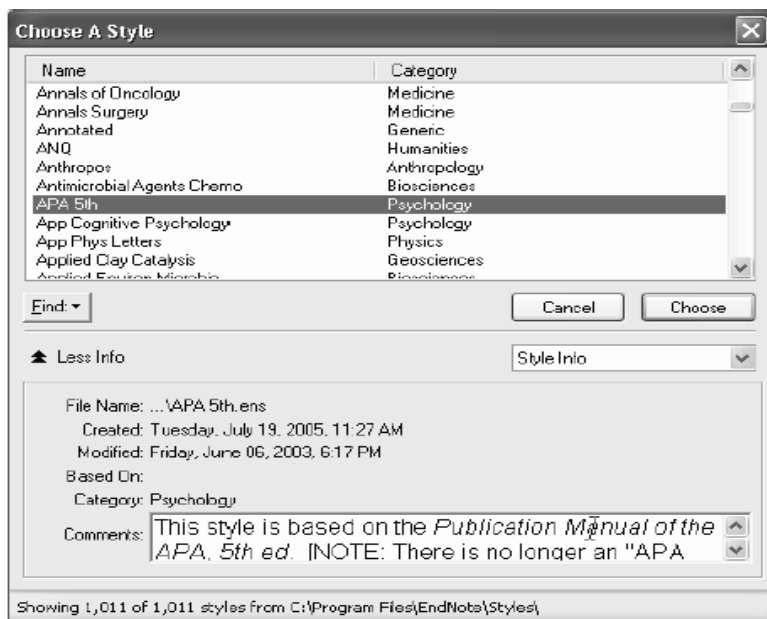 Choose A Style
Name Category
Annals of Oncology Medicine
Annals Surgery Medicine
Annotated Generic
ANQ Humanities
Anthropos Anthropology
Antimicrobial Agents Chemo Biosciences
APA 5th Psychology
App Cognitive Psychology Psychology
App Phys Letters Physics
Applied Clay Catalysis Geosciences
Applied Environ Microbio Biosciences
Find: Cancel Choose
Less Info Style Info
File Name: ...\APA 5th.ens
Created: Tuesday, July 19, 2005, 11:27 AM
Modified: Friday, June 06, 2003, 6:17 PM
Based On:
Category: Psychology
Comments: This style is based on the Publication Manual of the
APA, 5th ed. [NOTE: There is no longer an "APA
Showing 1,011 of 1,011 styles from C:\Program Files\EndNote\Styles\